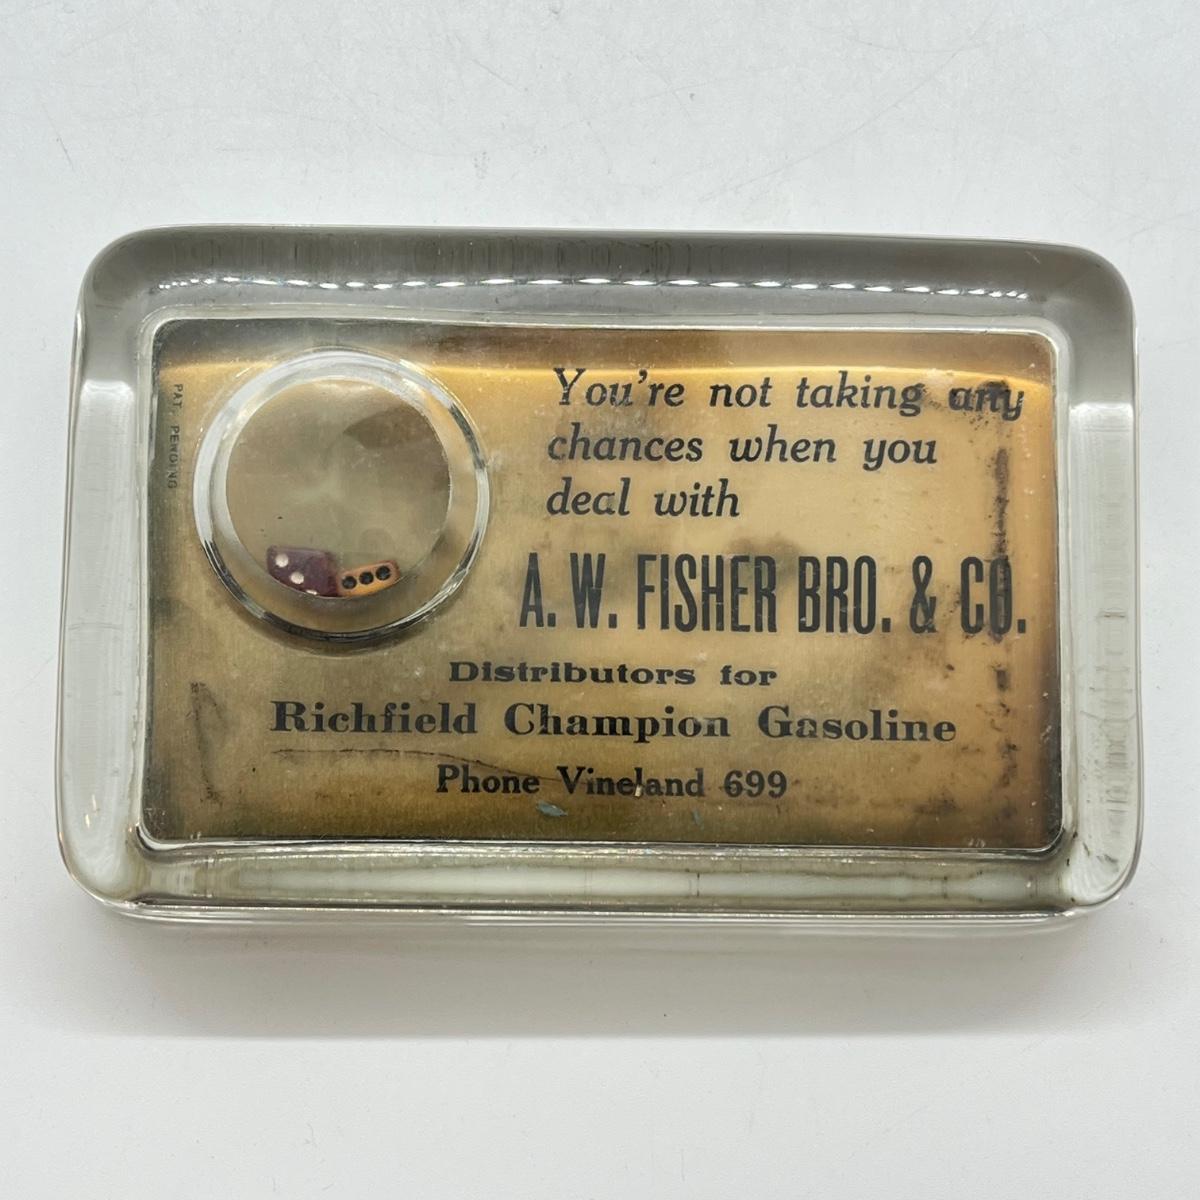 PAT. PENDING
You're not taking any
chances when you
deal with
A. W. FISHER BRO. & CO.
Distributors for
Richfield Champion Gasoline
Phone Vineland 699